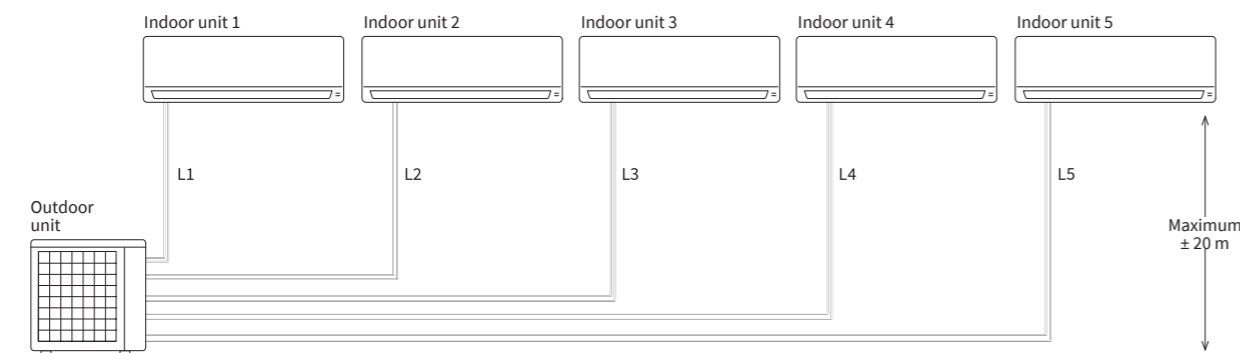 Indoor unit 1
Indoor unit 2
Indoor unit 3
Indoor unit 4
Indoor unit 5
L1
L2
L3
L4
L5
Outdoor
unit
Maximum
± 20 m